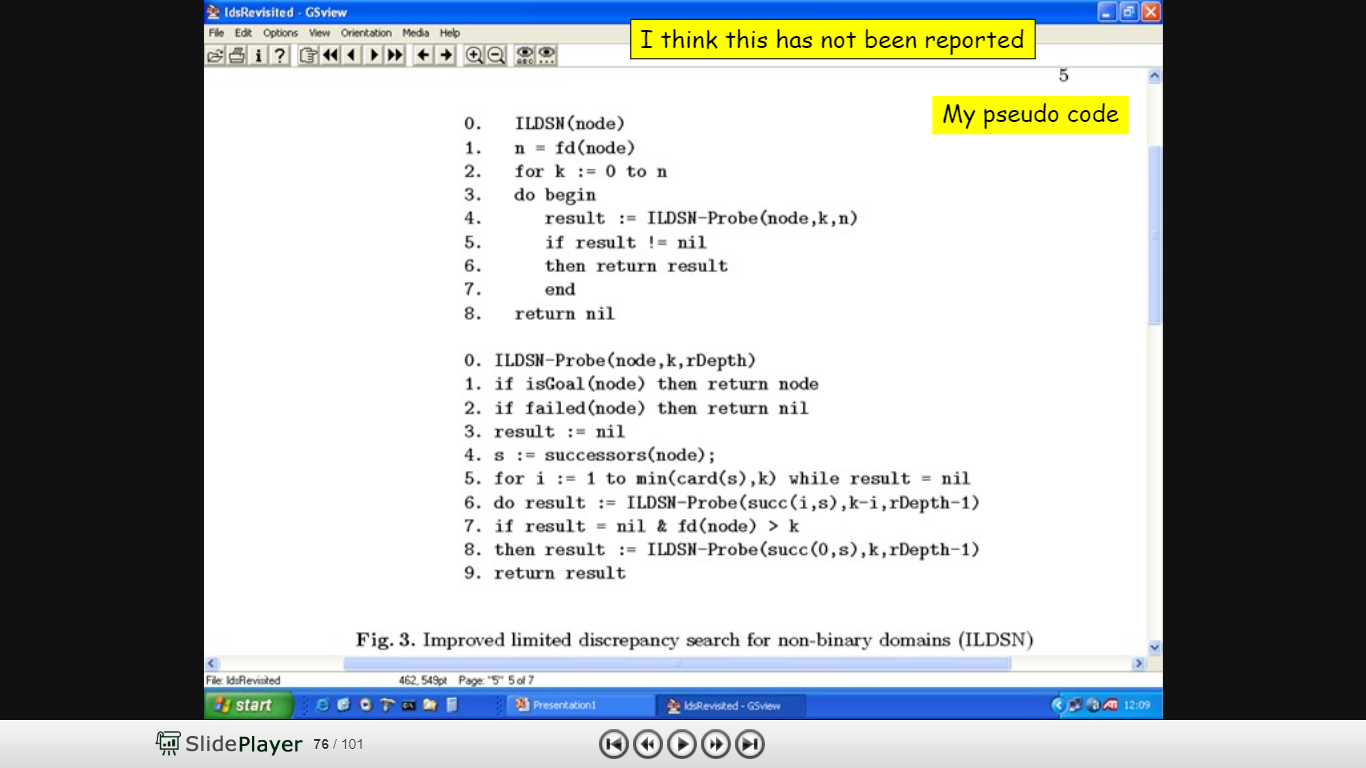 ldsRevisited - GSview
File Edit Options View Orientation Media Help
I think this has not been reported
5
My pseudo code
0. ILDSN(node)
1. n = fd(node)
2. for k := 0 to n
3. do begin
4. result := ILDSN-Probe(node,k,n)
5. if result != nil
6. then return result
7. end
8. return nil
0. ILDSN-Probe(node,k,rDepth)
1. if isGoal(node) then return node
2. if failed(node) then return nil
3. result := nil
4. s := successors(node);
5. for i := 1 to min(card(s),k) while result = nil
6. do result := ILDSN-Probe(succ(i,s),k-i,rDepth-1)
7. if result = nil & fd(node) > k
8. then result := ILDSN-Probe(succ(0,s),k,rDepth-1)
9. return result
Fig. 3. Improved limited discrepancy search for non-binary domains (ILDSN)
File: ldsRevisited 462, 549pt Page: "5" 5 of 7
start Presentation1 ldsRevisited - GSview 12:09
SlidePlayer 76 / 101